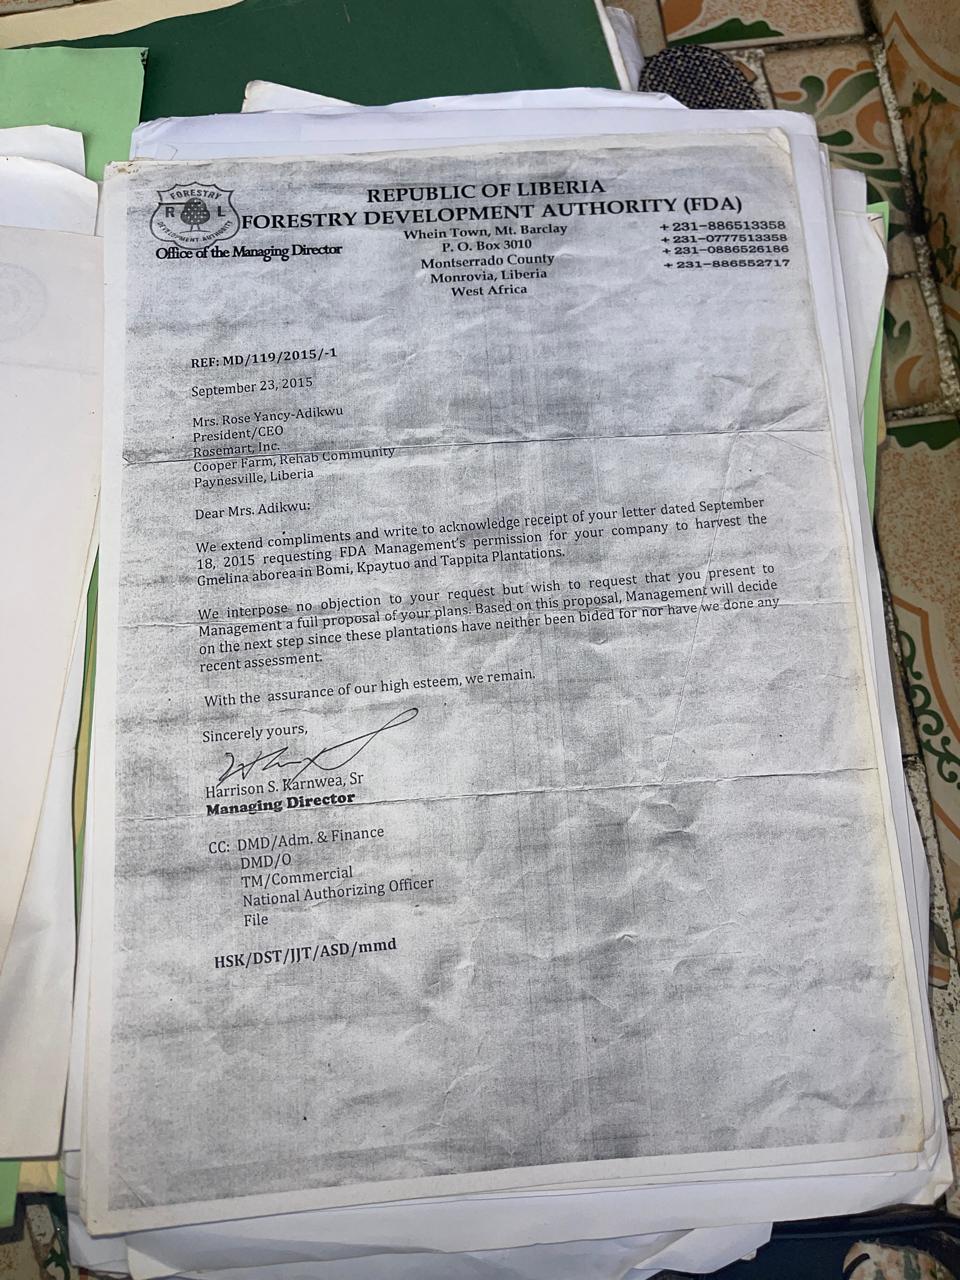 FORESTRY
R L
DEVELOPMENT AUTHORITY
Office of the Managing Director
REPUBLIC OF LIBERIA
FORESTRY DEVELOPMENT AUTHORITY (FDA)
Whein Town, Mt. Barclay
P. O. Box 3010
Montserrado County
Monrovia, Liberia
West Africa
+231-886513358
+231-0777513358
+231-0886526186
+231-886552717
REF: MD/119/2015/-1
September 23, 2015
Mrs. Rose Yancy-Adikwu
President/CEO
Rosemart, Inc.
Cooper Farm, Rehab Community
Paynesville, Liberia
Dear Mrs. Adikwu:
We extend compliments and write to acknowledge receipt of your letter dated September
18, 2015 requesting FDA Management's permission for your company to harvest the
Gmelina aborea in Bomi, Kpaytuo and Tappita Plantations.
We interpose no objection to your request but wish to request that you present to
Management a full proposal of your plans. Based on this proposal, Management will decide
on the next step since these plantations have neither been bided for nor have we done any
recent assessment.
With the assurance of our high esteem, we remain.
Sincerely yours,
Harrison S. Karnwea, Sr
Managing Director
CC: DMD/Adm. & Finance
DMD/O
TM/Commercial
National Authorizing Officer
File
HSK/DST/JJT/ASD/mmd